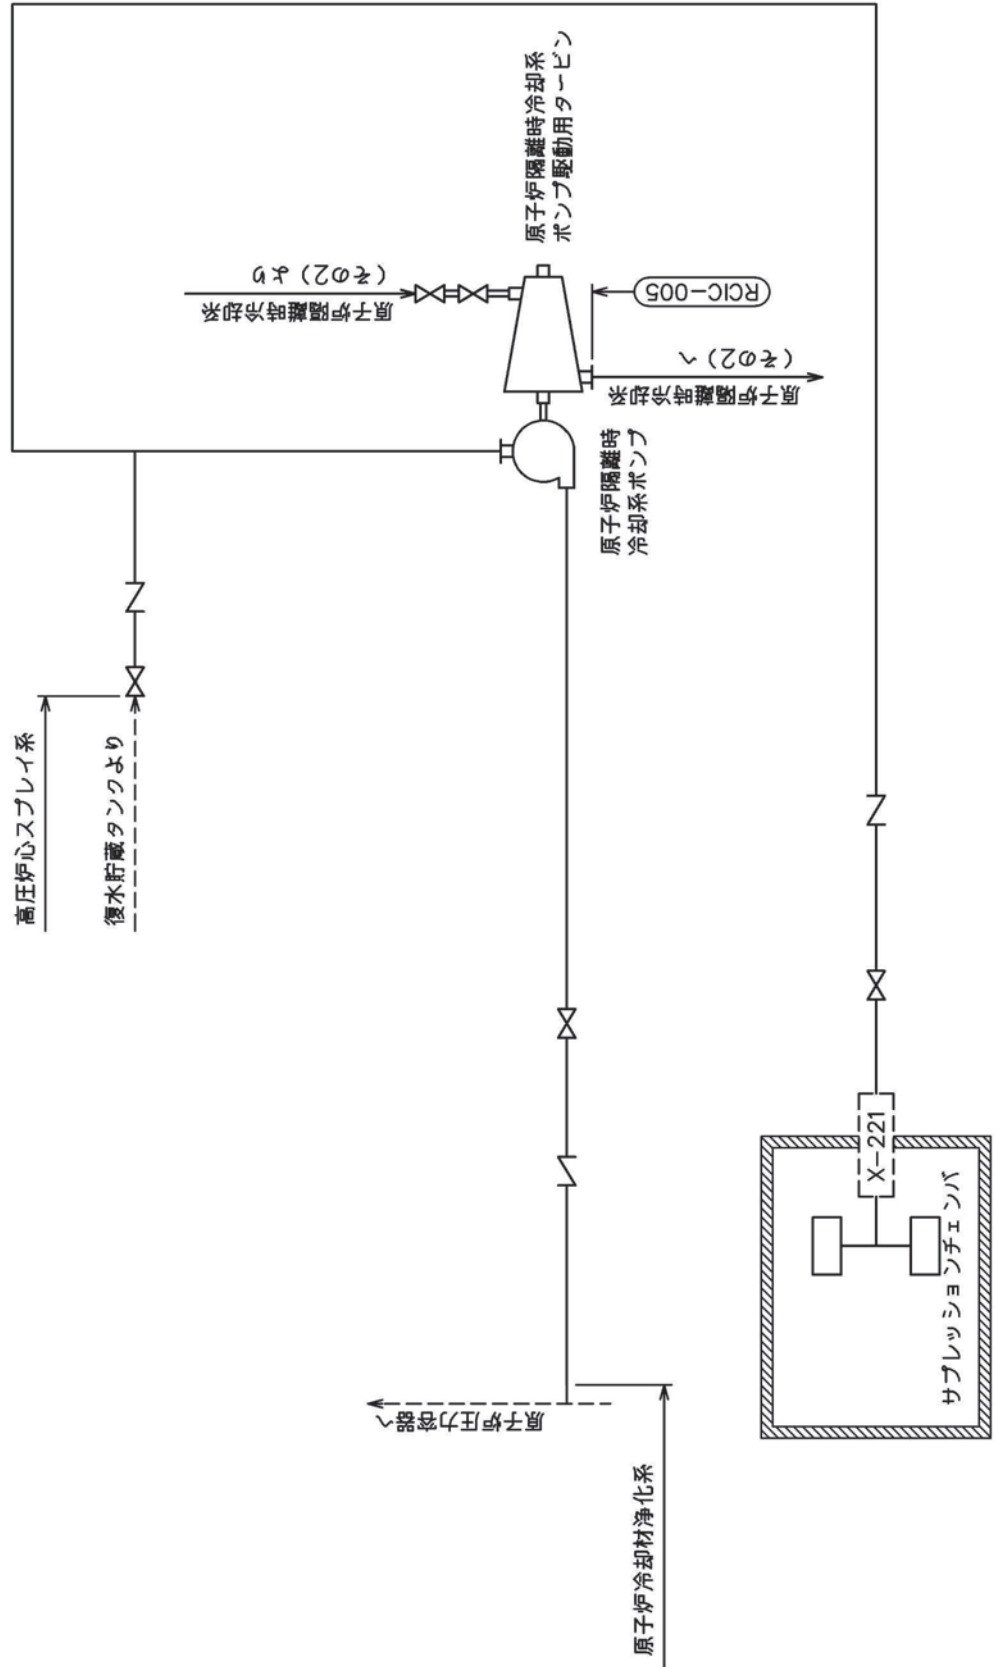 原子炉隔離時冷却系
ポンプ駆動用タービン
原子炉隔離時冷却系
(その2) より
RCIC-005
原子炉隔離時冷却系
(その2) へ
原子炉隔離時
冷却系ポンプ
高圧炉心スプレイ系
復水貯蔵タンクより
X-221
サプレッションチェンバ
原子炉圧力容器へ
原子炉冷却材浄化系